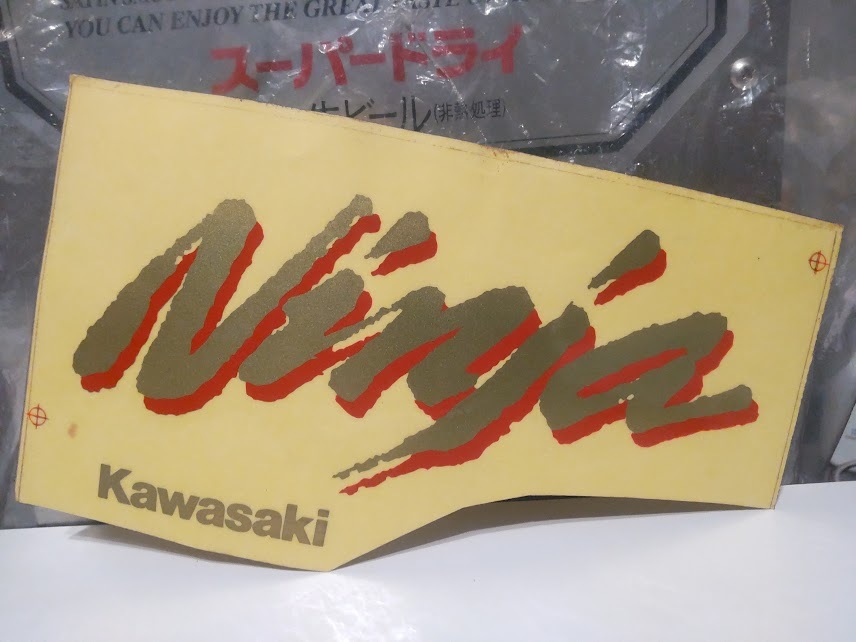 YOU CAN ENJOY THE GREAT TASTE
スーパードライ
生ビール(非熱処理)
Ninja
Kawasaki